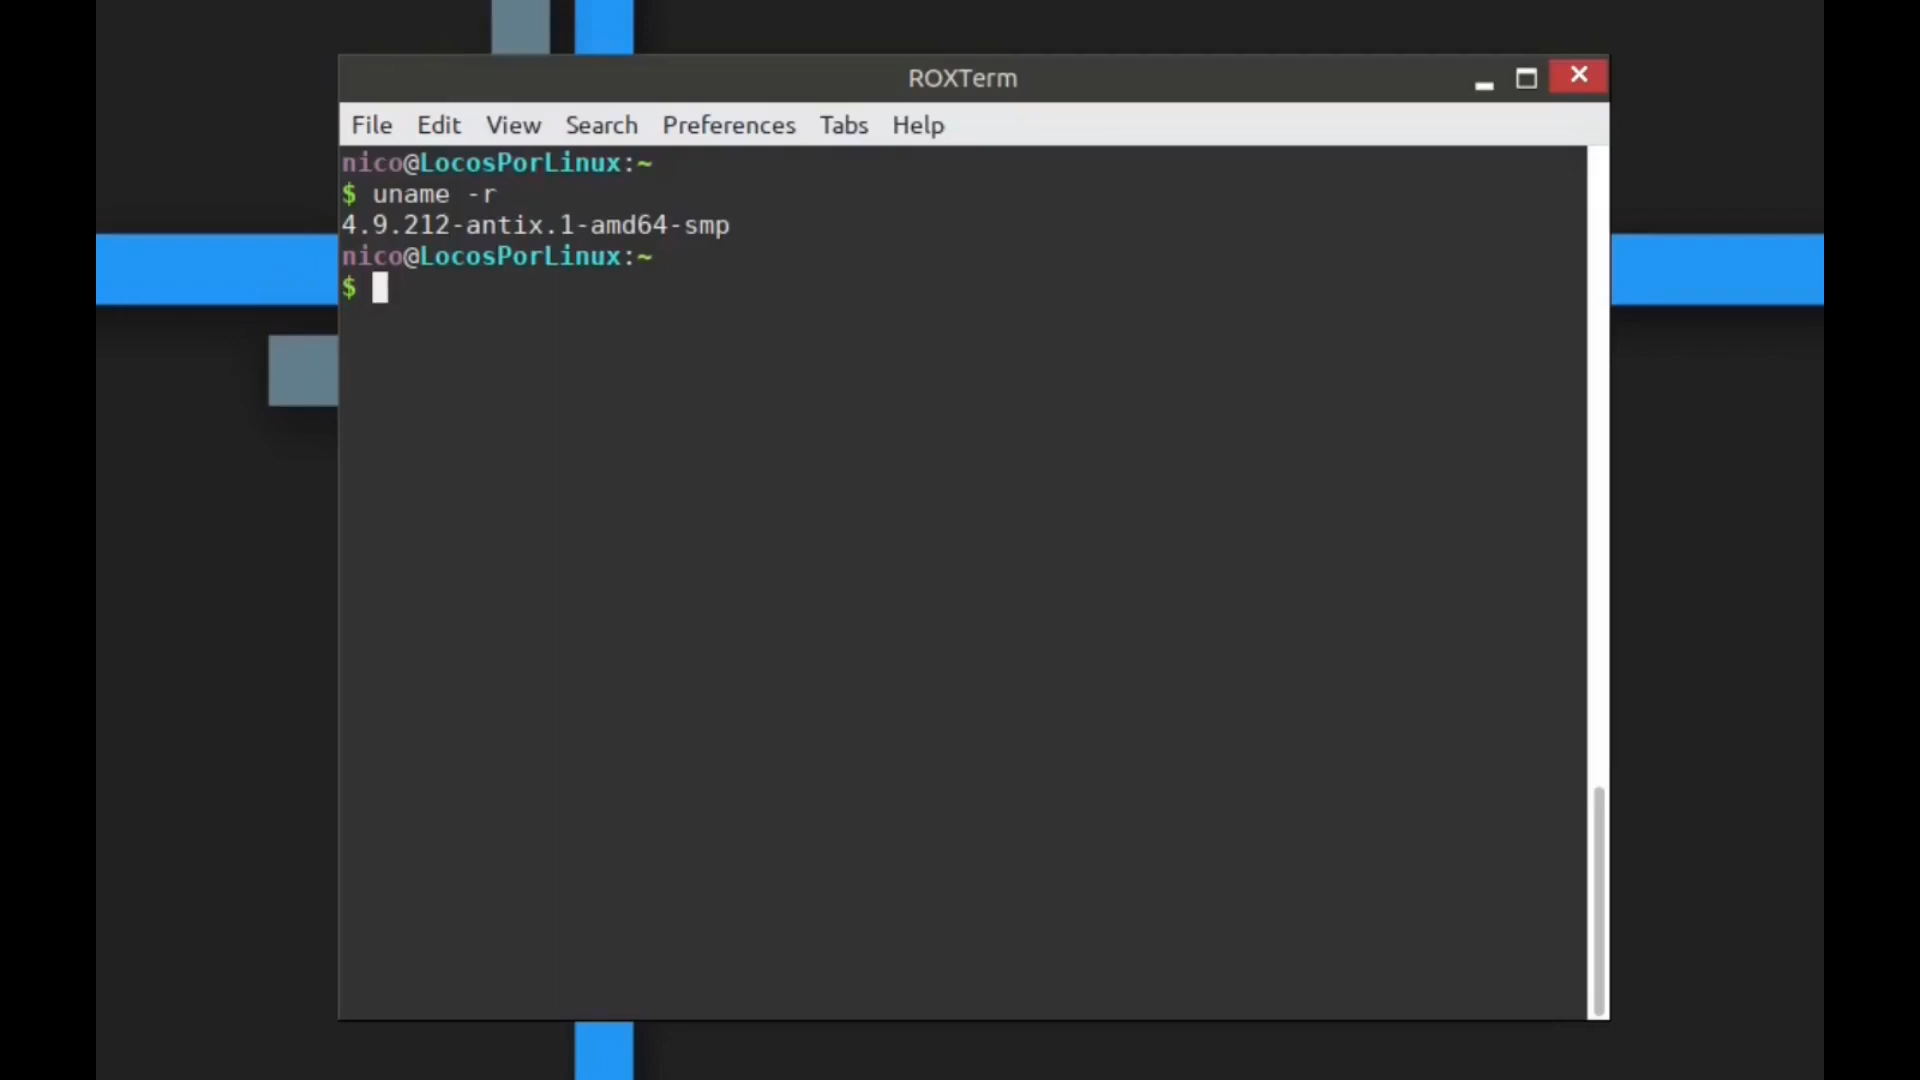 ROXTerm
File Edit View Search Preferences Tabs Help
nico@LocosPorLinux:~
$ uname -r
4.9.212-antix.1-amd64-smp
nico@LocosPorLinux:~
$